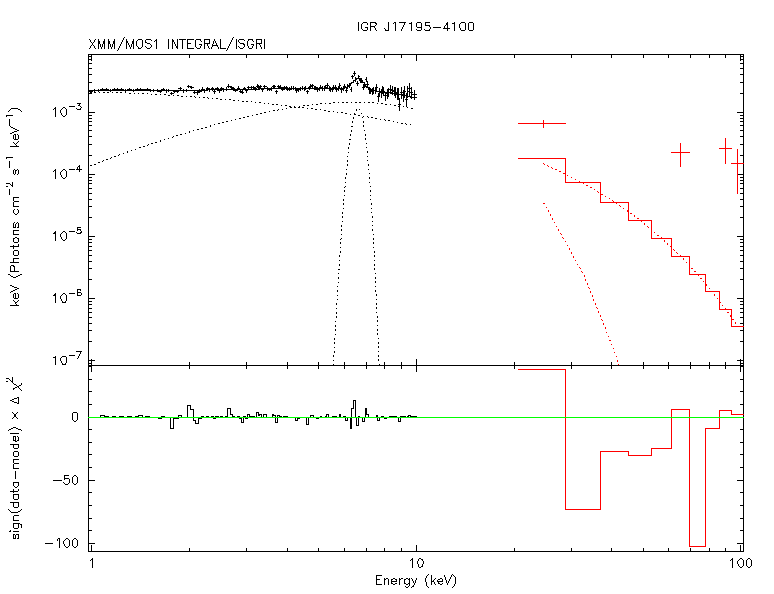 IGR J17195−4100
XMM/MOS1 INTEGRAL/ISGRI
keV (Photons cm⁻² s⁻¹ keV⁻¹)
10⁻³
10⁻⁴
10⁻⁵
10⁻⁶
10⁻⁷
sign(data−model) × Δ χ²
0
−50
−100
1 10 100
Energy (keV)